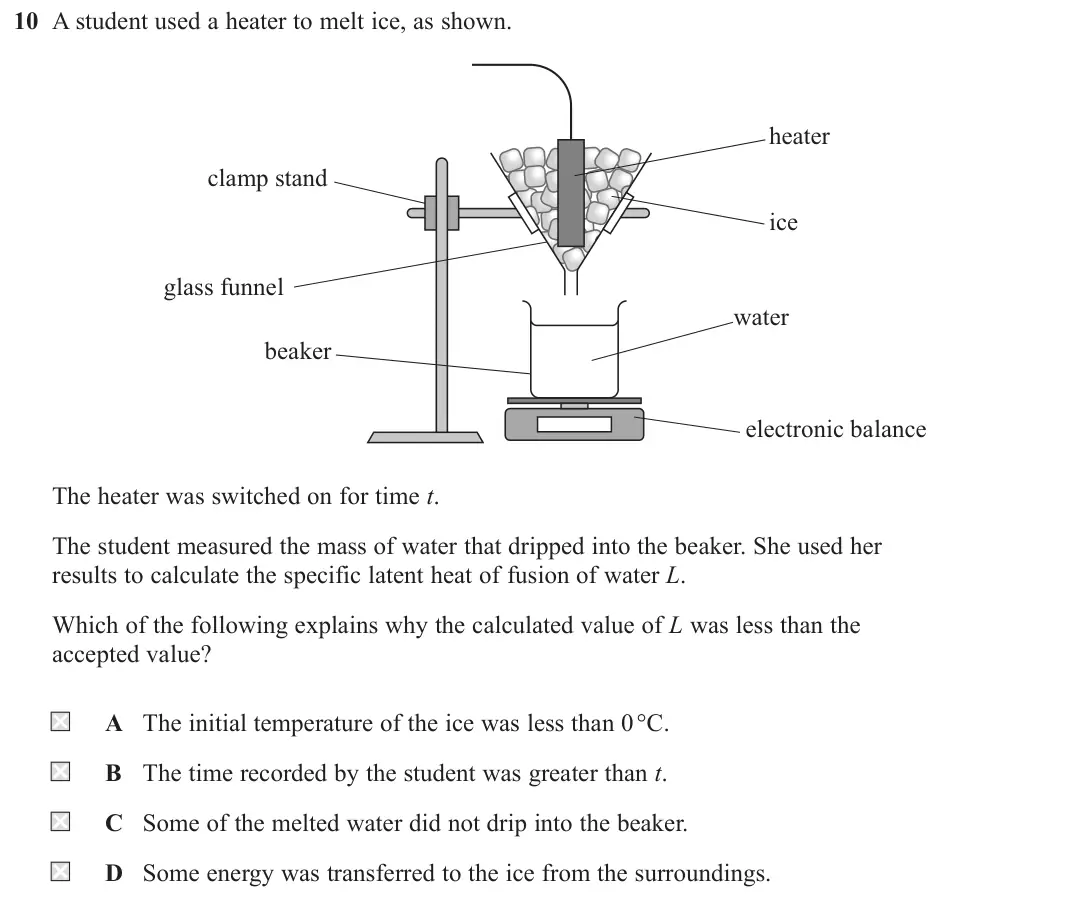 10 A student used a heater to melt ice, as shown.
heater
clamp stand
ice
glass funnel
water
beaker
electronic balance
The heater was switched on for time t.
The student measured the mass of water that dripped into the beaker. She used her
results to calculate the specific latent heat of fusion of water L.
Which of the following explains why the calculated value of L was less than the
accepted value?
A The initial temperature of the ice was less than 0 °C.
B The time recorded by the student was greater than t.
C Some of the melted water did not drip into the beaker.
D Some energy was transferred to the ice from the surroundings.